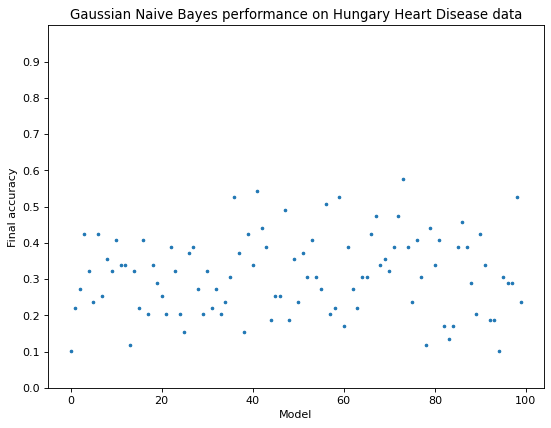 Gaussian Naive Bayes performance on Hungary Heart Disease data
0.9
0.8
0.7
0.6
0.5
0.4
0.3
0.2
0.1
0.0
Final accuracy
0 20 40 60 80 100
Model